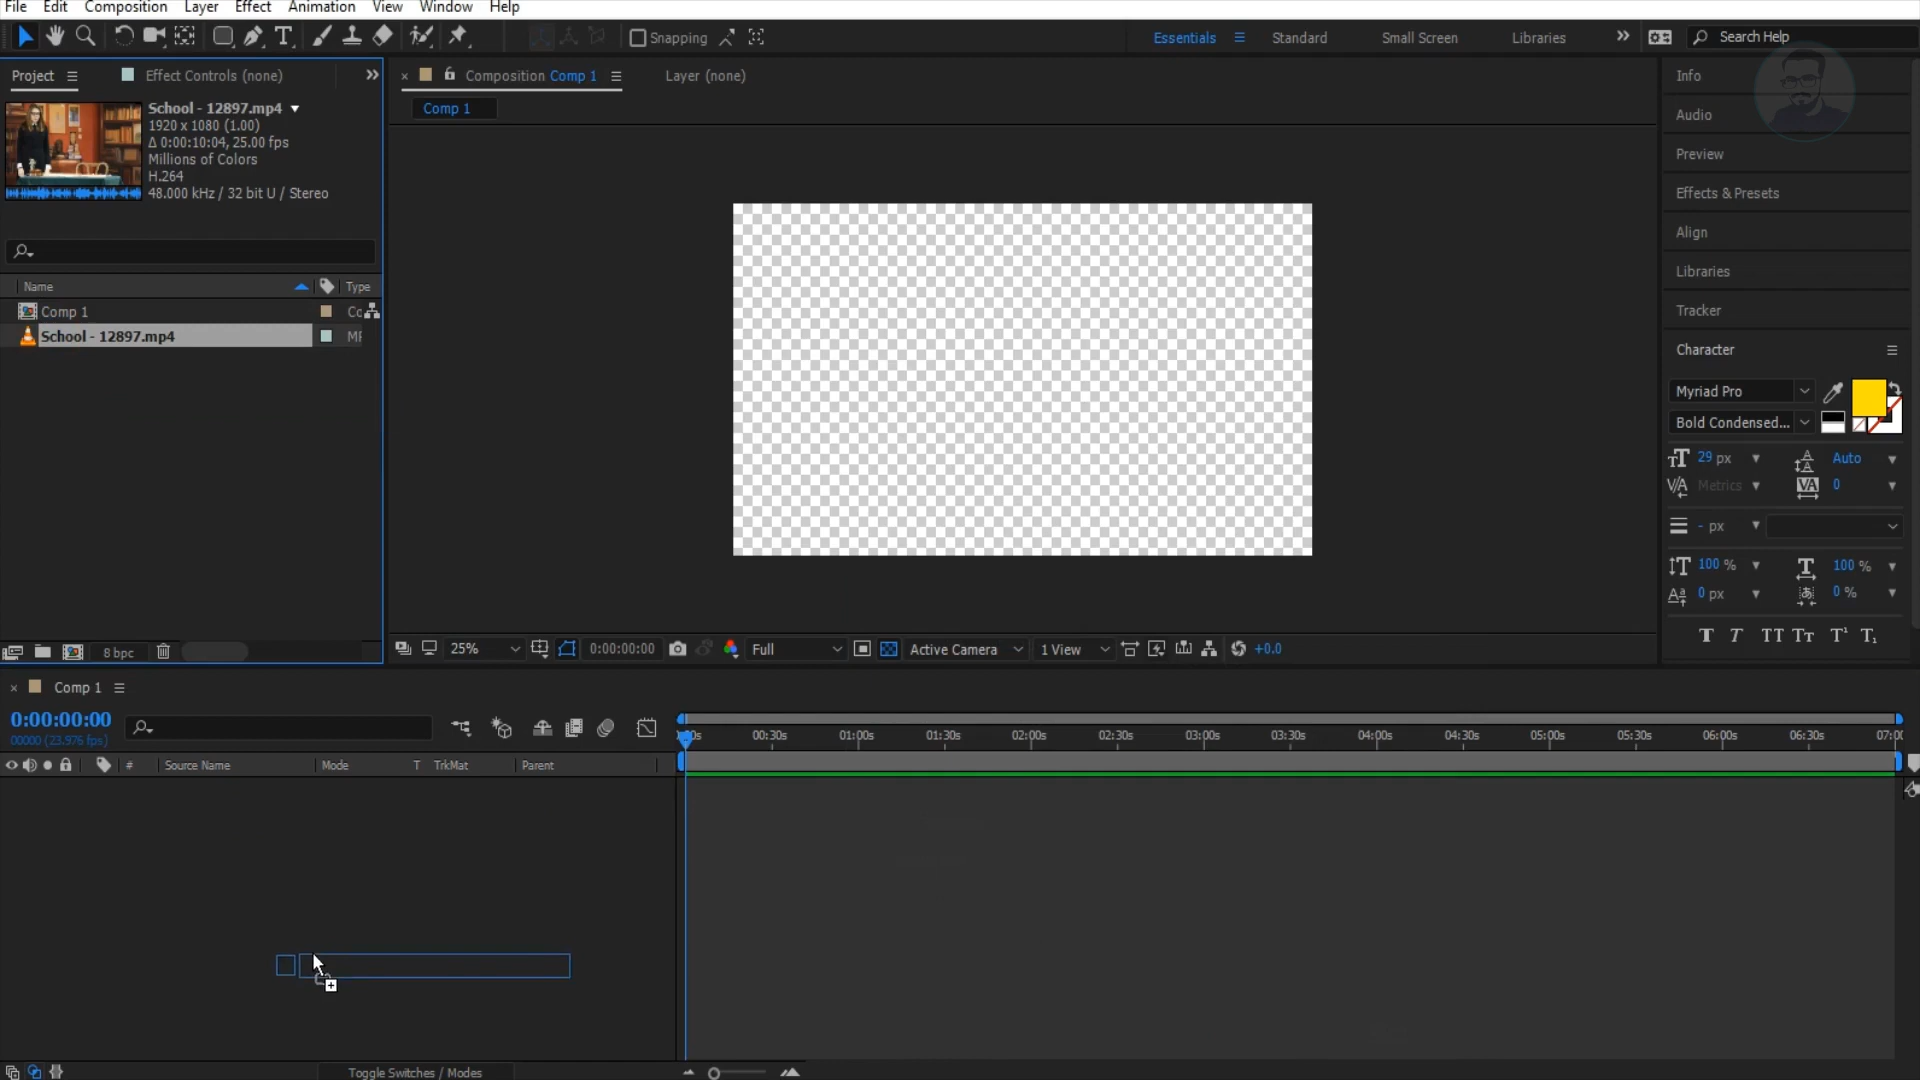 File Edit Composition Layer Effect Animation View Window Help
Snapping Essentials Standard Small Screen Libraries Search Help
Project Effect Controls (none)
Composition Comp 1 Layer (none)
Comp 1
School - 12897.mp4
1920 x 1080 (1.00)
Δ 0:00:10:04, 25.00 fps
Millions of Colors
H.264
48.000 kHz / 32 bit U / Stereo
Name Type
Comp 1
School - 12897.mp4
8 bpc
25% 0:00:00:00 Full Active Camera 1 View +0.0
Info
Audio
Preview
Effects & Presets
Align
Libraries
Tracker
Character
Myriad Pro
Bold Condensed...
29 px Auto
Metrics 0
- px
100 % 100 %
0 px 0 %
Comp 1
0:00:00:00
00000 (23.976 fps)
00:30s 01:00s 01:30s 02:00s 02:30s 03:00s 03:30s 04:00s 04:30s 05:00s 05:30s 06:00s 06:30s
# Source Name Mode T TrkMat Parent
Toggle Switches / Modes